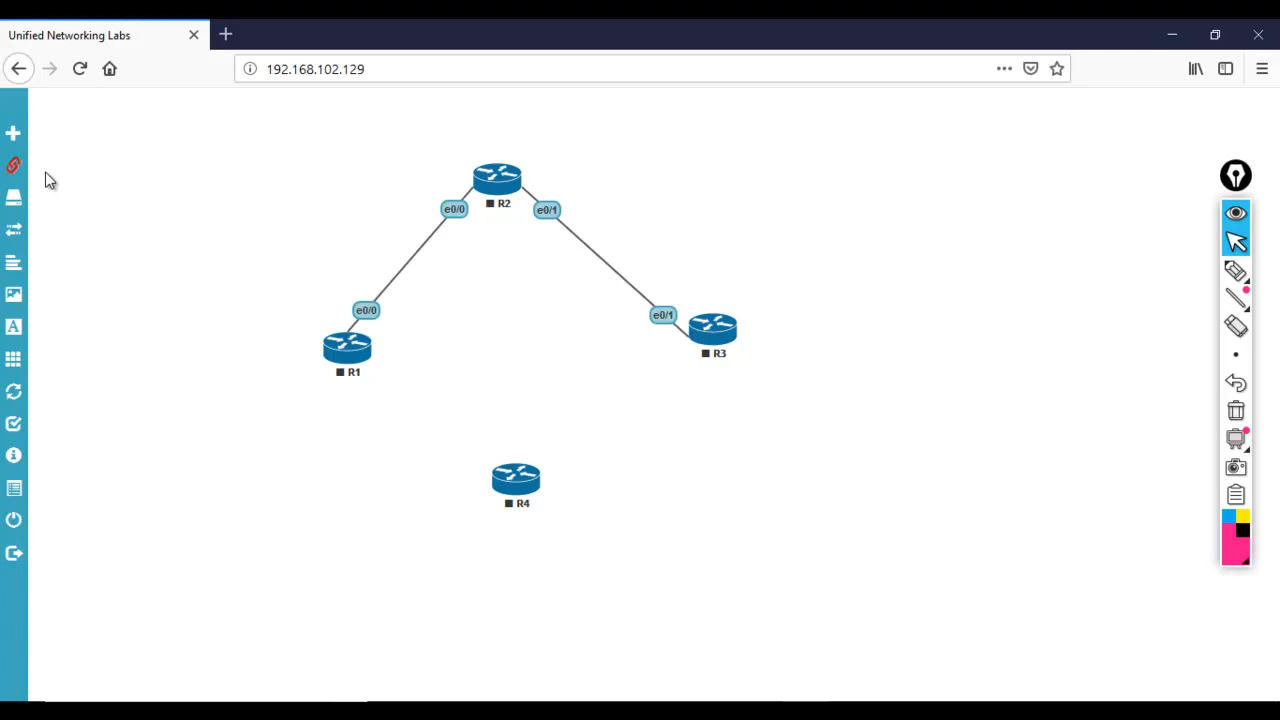 Unified Networking Labs
192.168.102.129
R2
e0/0
e0/1
e0/0
e0/1
R3
R1
R4